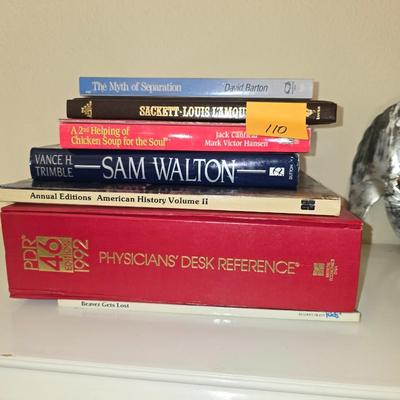 The Myth of Separation David Barton
SACKETT·LOUIS L'AMOU
110
A 2nd Helping of
Chicken Soup for the Soul
Jack Canfield
Mark Victor Hansen
VANCE H.
TRIMBLE
SAM WALTON
DUTTON
Annual Editions American History Volume II
PDR®
46
EDITION
1992
PHYSICIANS' DESK REFERENCE®
Beaver Gets Lost